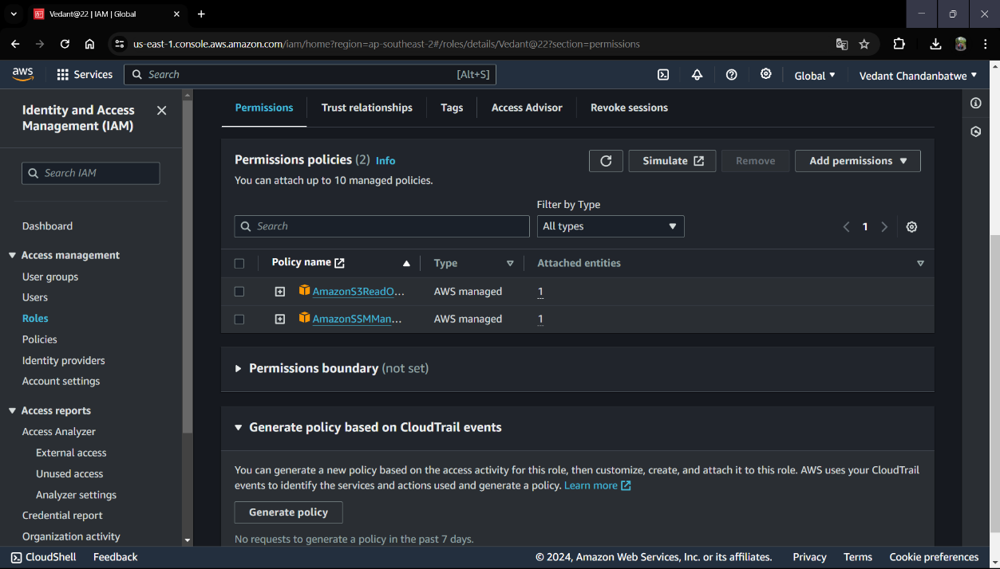 Vedant@22 | IAM | Global
us-east-1.console.aws.amazon.com/iam/home?region=ap-southeast-2#/roles/details/Vedant@22?section=permissions
aws
Services
Search
[Alt+S]
Global
Vedant Chandanbatwe
Identity and Access
Management (IAM)
Search IAM
Dashboard
Access management
User groups
Users
Roles
Policies
Identity providers
Account settings
Access reports
Access Analyzer
External access
Unused access
Analyzer settings
Credential report
Organization activity
Permissions
Trust relationships
Tags
Access Advisor
Revoke sessions
Permissions policies (2) Info
You can attach up to 10 managed policies.
Simulate
Remove
Add permissions
Filter by Type
Search
All types
1
Policy name
Type
Attached entities
AmazonS3ReadO... AWS managed 1
AmazonSSMMan... AWS managed 1
Permissions boundary (not set)
Generate policy based on CloudTrail events
You can generate a new policy based on the access activity for this role, then customize, create, and attach it to this role. AWS uses your CloudTrail
events to identify the services and actions used and generate a policy. Learn more
Generate policy
No requests to generate a policy in the past 7 days.
CloudShell
Feedback
© 2024, Amazon Web Services, Inc. or its affiliates.
Privacy
Terms
Cookie preferences